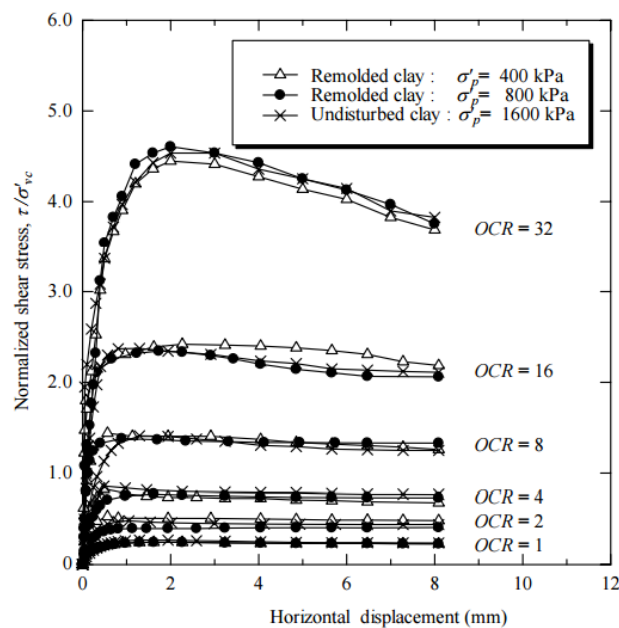 6.0
5.0
4.0
3.0
2.0
1.0
0
Normalized shear stress, τ/σ'vc
Remolded clay : σ'p= 400 kPa
Remolded clay : σ'p= 800 kPa
Undisturbed clay : σ'p= 1600 kPa
OCR = 32
OCR = 16
OCR = 8
OCR = 4
OCR = 2
OCR = 1
0 2 4 6 8 10 12
Horizontal displacement (mm)